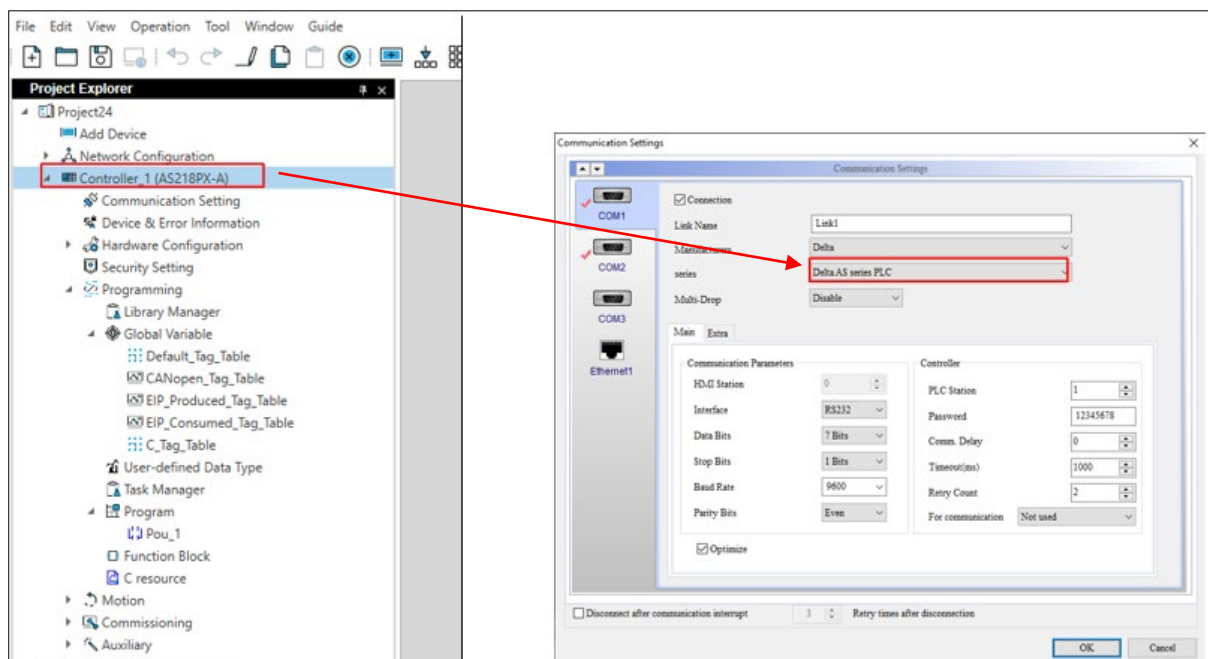 File Edit View Operation Tool Window Guide
Project Explorer
Project24
Add Device
Network Configuration
Controller_1 (AS218PX-A)
Communication Setting
Device & Error Information
Hardware Configuration
Security Setting
Programming
Library Manager
Global Variable
Default_Tag_Table
CANopen_Tag_Table
EIP_Produced_Tag_Table
EIP_Consumed_Tag_Table
C_Tag_Table
User-defined Data Type
Task Manager
Program
Pou_1
Function Block
C resource
Motion
Commissioning
Auxiliary
Communication Settings
Communication Settings
COM1
COM2
COM3
Ethernet1
Connection
Link Name Link1
Manufacturers Delta
series Delta AS series PLC
Multi-Drop Disable
Main Extra
Communication Parameters
HMI Station 0
Interface RS232
Data Bits 7 Bits
Stop Bits 1 Bits
Baud Rate 9600
Parity Bits Even
Optimize
Controller
PLC Station 1
Password 12345678
Comm. Delay 0
Timeout(ms) 1000
Retry Count 2
For communication Not used
Disconnect after communication interrupt 3 Retry times after disconnection
OK Cancel